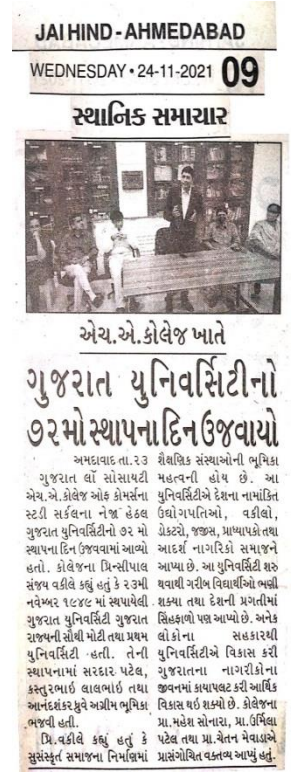 JAI HIND - AHMEDABAD
WEDNESDAY • 24-11-2021 09
સ્થાનિક સમાચાર
એચ.એ.કોલેજ ખાતે
ગુજરાત યુનિવર્સિટીનો
૭૨મો સ્થાપના દિન ઉજવાયો
અમદાવાદ તા.૨૩
ગુજરાત લૉ સોસાયટી
એચ.એ.કોલેજ ઓફ કોમર્સના
સ્ટડી સર્કલના નેજા હેઠળ
ગુજરાત યુનિવર્સિટીનો ૭૨ મો
સ્થાપના દિન ઉજવવામાં આવ્યો
હતો. કોલેજના પ્રિન્સીપાલ
સંજય વકીલે કહ્યું હતું કે ૨૩મી
નવેમ્બર ૧૯૪૯ માં સ્થપાયેલી
ગુજરાત યુનિવર્સિટી ગુજરાત
રાજ્યની સૌથી મોટી તથા પ્રથમ
યુનિવર્સિટી હતી. તેની
સ્થાપનામાં સરદાર પટેલ,
કસ્તુરભાઇ લાલભાઇ તથા
આનંદશંકર ધ્રુવે અગ્રીમ ભૂમિકા
ભજવી હતી.
પ્રિ.વકીલે કહ્યું હતું કે
સુસંસ્કૃત સમાજના નિર્માણમાં
શૈક્ષણિક સંસ્થાઓની ભૂમિકા
મહત્વની હોય છે. આ
યુનિવર્સિટીએ દેશના નામાંકિત
ઉદ્યોગપતિઓ, વકીલો,
ડોક્ટરો, જજીસ, પ્રાધ્યાપકો તથા
આદર્શ નાગરિકો સમાજને
આપ્યા છે. આ યુનિવર્સિટી શરુ
થવાથી ગરીબ વિદ્યાર્થીઓ ભણી
શક્યા તથા દેશની પ્રગતીમાં
સિંહફાળો પણ આપ્યો છે. અનેક
લોકોના સહકારથી
યુનિવર્સિટીએ વિકાસ કરી
ગુજરાતના નાગરીકોના
જીવનમાં કાયાપલટ કરી આર્થિક
વિકાસ થઇ શક્યો છે. કોલેજના
પ્રા.મહેશ સોનારા, પ્રા.ઉર્મિલા
પટેલ તથા પ્રા.ચેતન મેવાડાએ
પ્રાસંગોચિત વક્તવ્ય આપ્યું હતું.